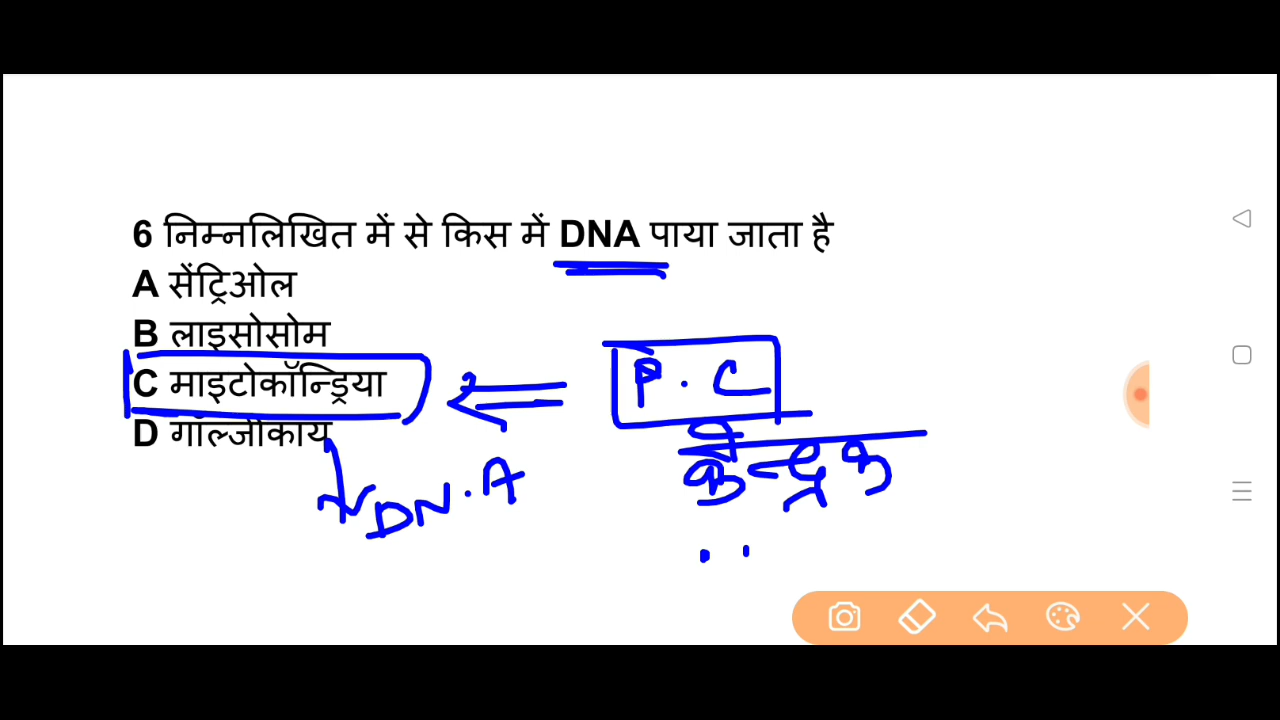 6 निम्नलिखित में से किस में DNA पाया जाता है
A सेंट्रिओल
B लाइसोसोम
C माइटोकॉन्ड्रिया
P.C
D गॉल्जीकाय
DN.A